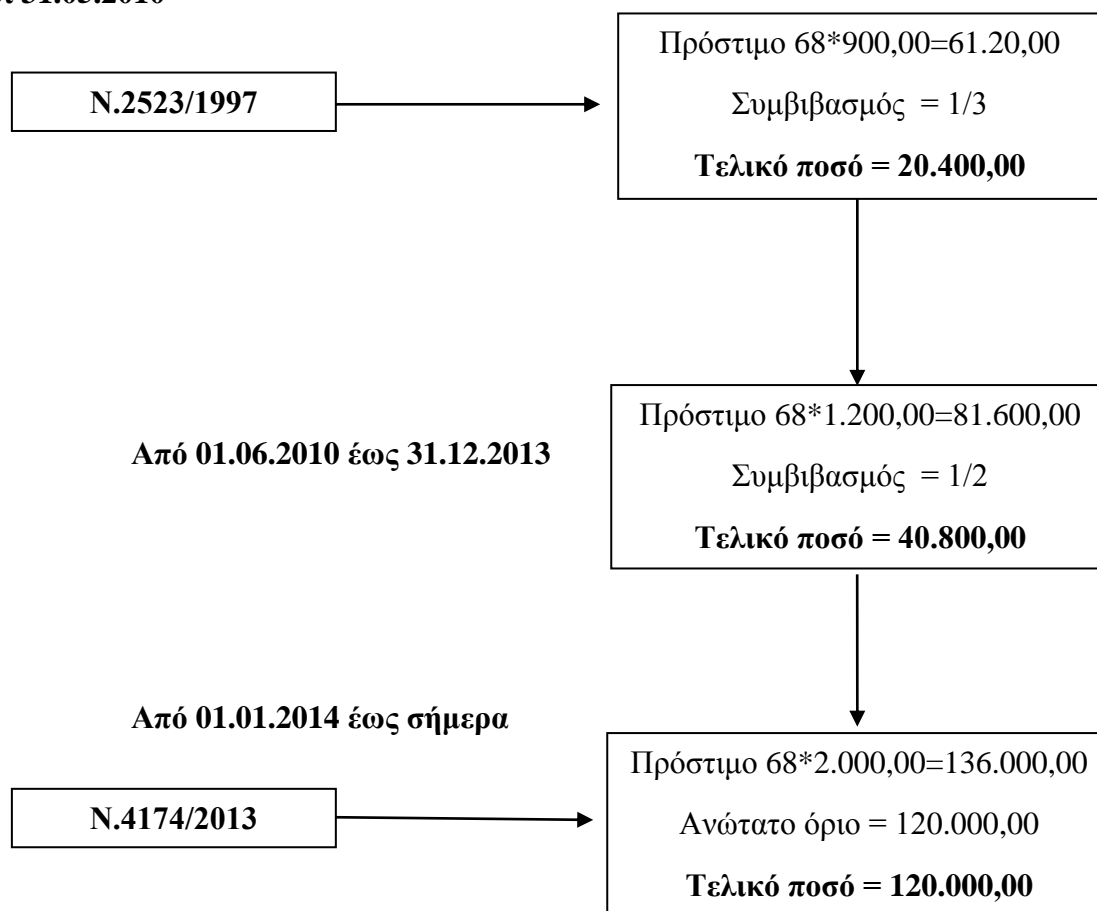 31.05.2010
Πρόστιμο 68*900,00=61.20,00
Ν.2523/1997
Συμβιβασμός = 1/3
Τελικό ποσό = 20.400,00
Πρόστιμο 68*1.200,00=81.600,00
Από 01.06.2010 έως 31.12.2013
Συμβιβασμός = 1/2
Τελικό ποσό = 40.800,00
Από 01.01.2014 έως σήμερα
Πρόστιμο 68*2.000,00=136.000,00
Ν.4174/2013
Ανώτατο όριο = 120.000,00
Τελικό ποσό = 120.000,00